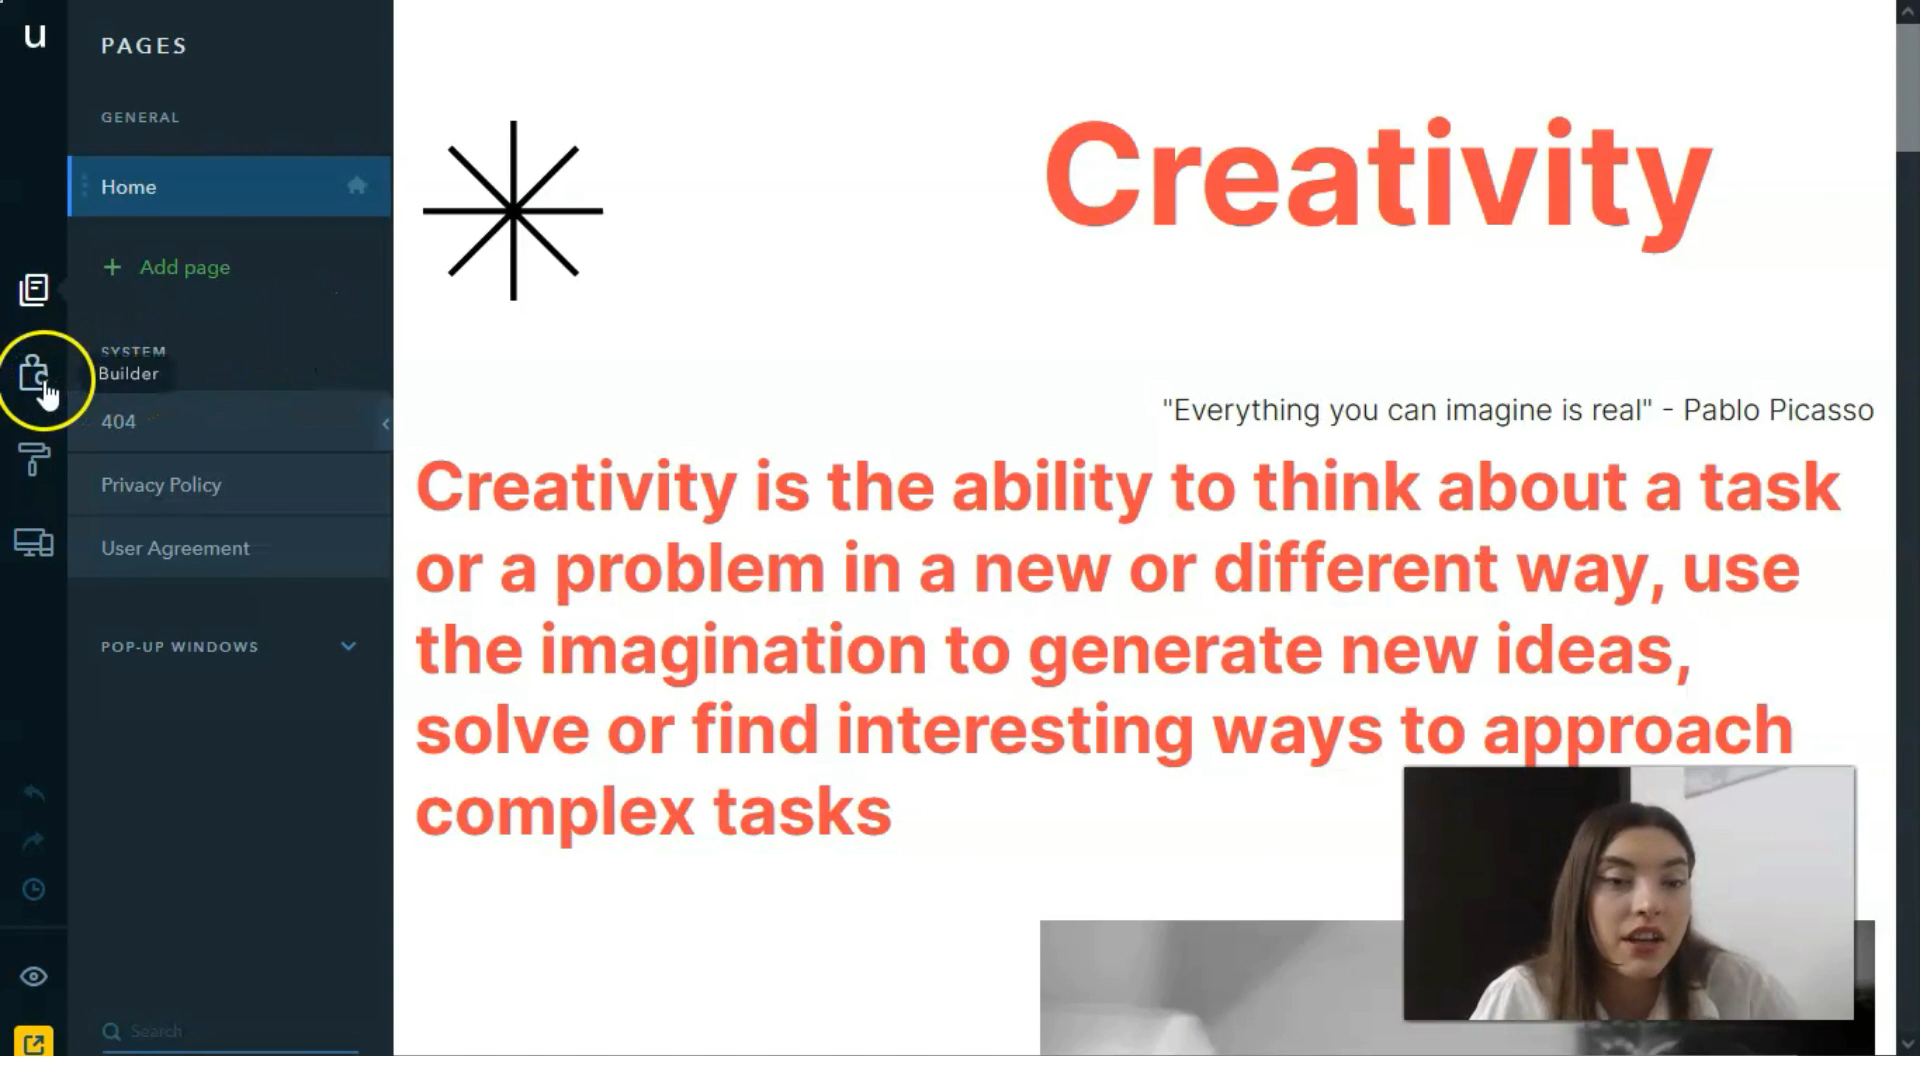 u
PAGES
GENERAL
Home
+ Add page
SYSTEM
Builder
404
Privacy Policy
User Agreement
POP-UP WINDOWS
Search
Creativity
"Everything you can imagine is real" - Pablo Picasso
Creativity is the ability to think about a task
or a problem in a new or different way, use
the imagination to generate new ideas,
solve or find interesting ways to approach
complex tasks